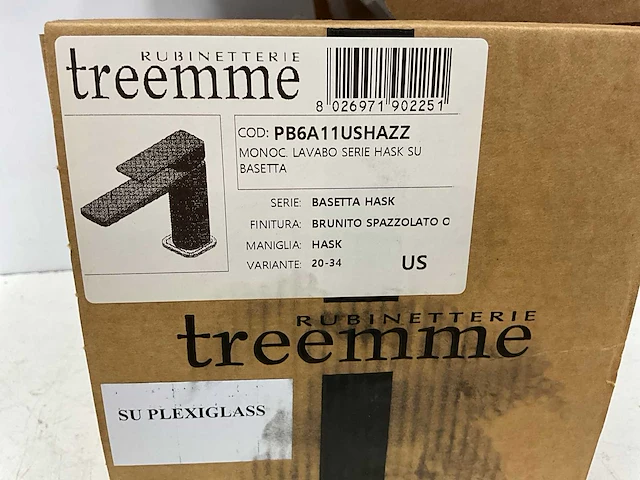 RUBINETTERIE
treemme
8 026971 902251
COD: PB6A11USHAZZ
MONOC. LAVABO SERIE HASK SU
BASETTA
SERIE: BASETTA HASK
FINITURA: BRUNITO SPAZZOLATO O
MANIGLIA: HASK
VARIANTE: 20-34
US
RUBINETTERIE
treemme
SU PLEXIGLASS